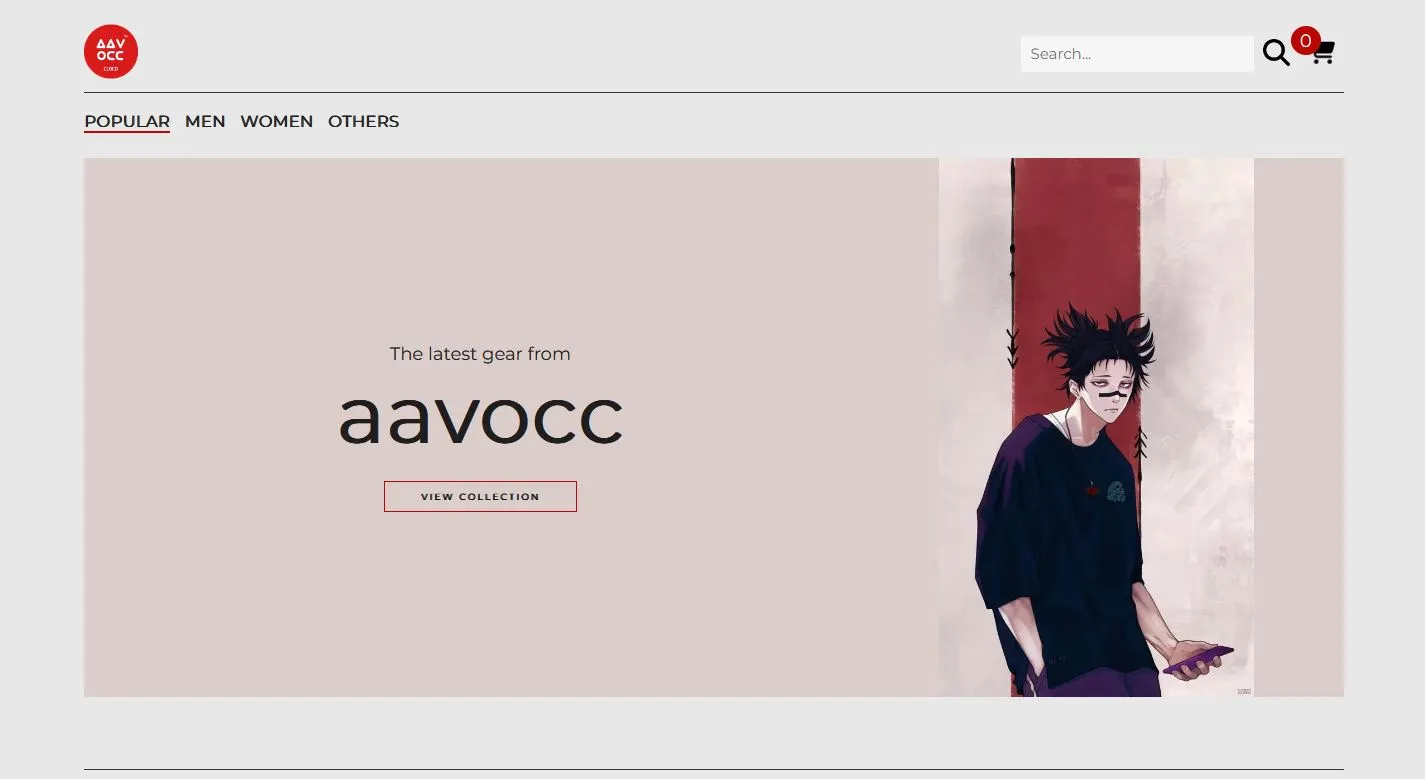 AAV
OCC
CLOCO
Search...
0
POPULAR MEN WOMEN OTHERS
The latest gear from
aavocc
VIEW COLLECTION